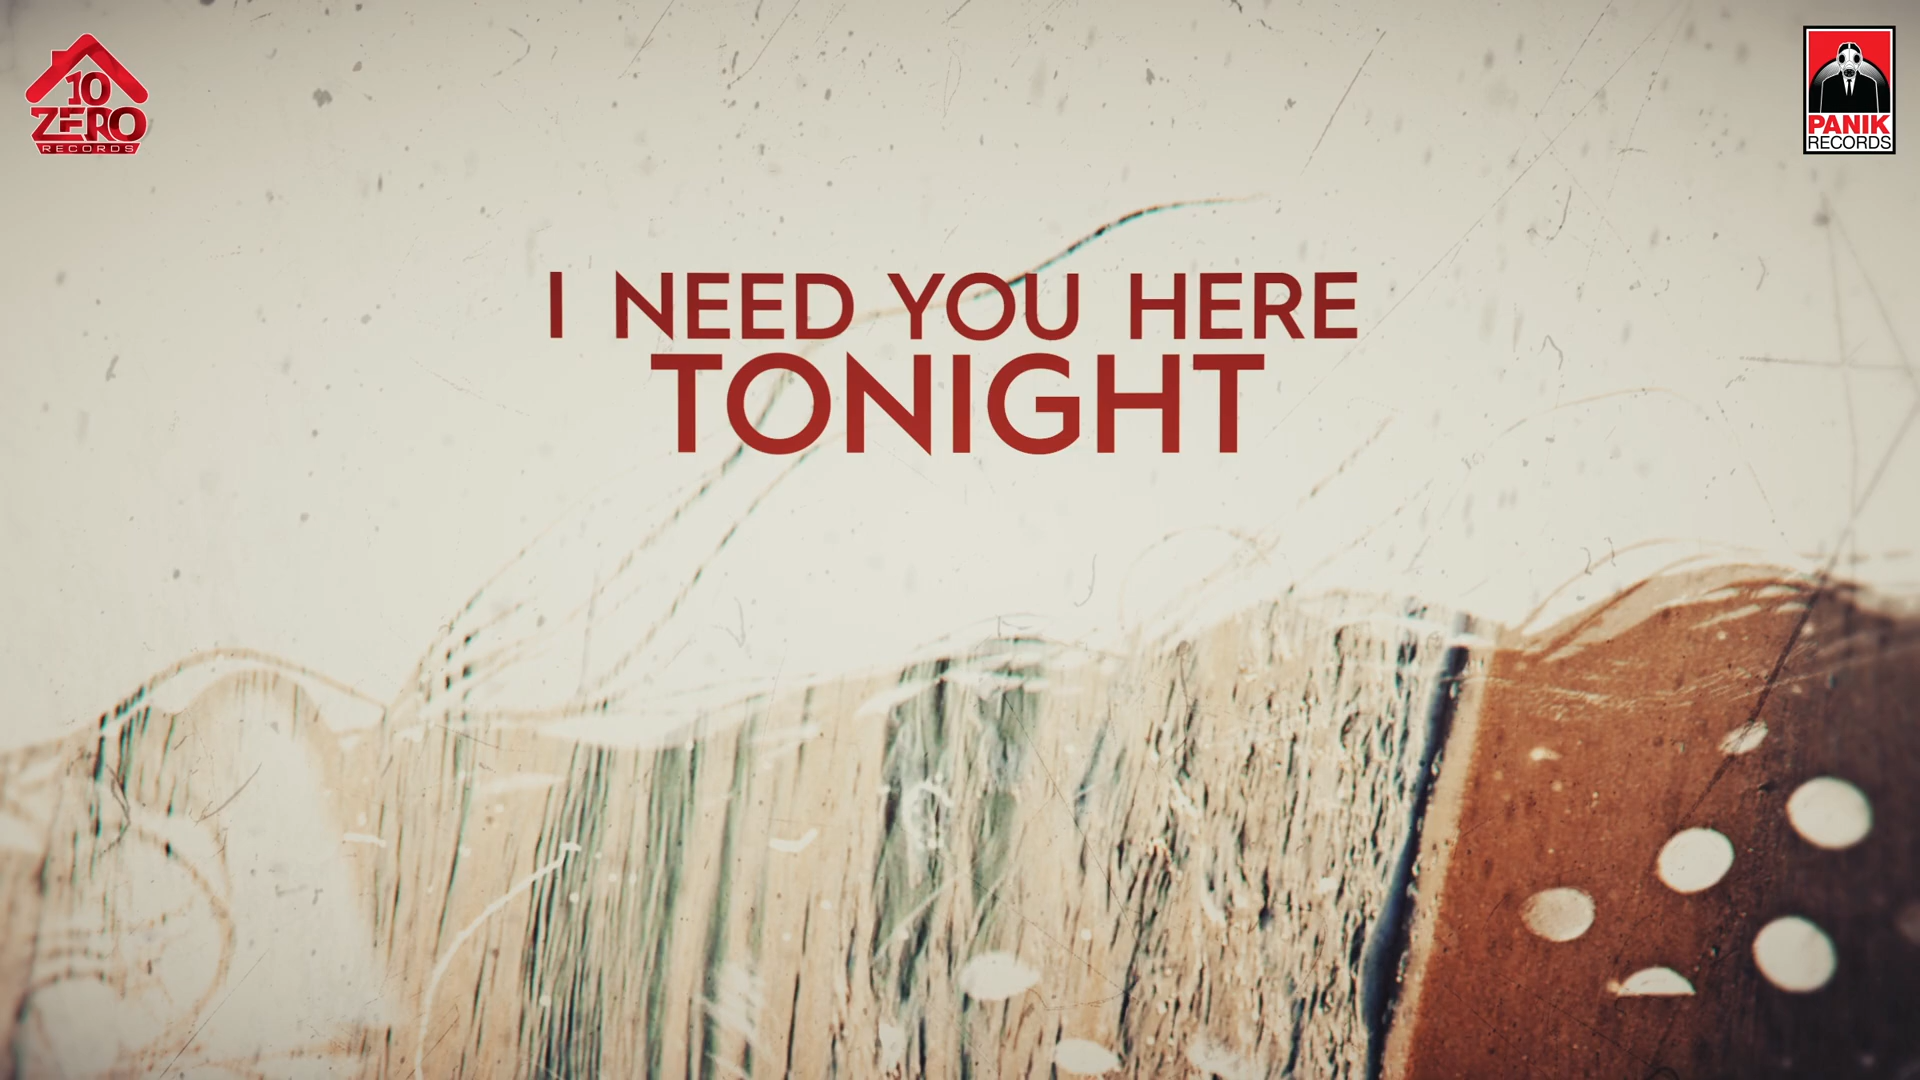 10
ZERO
RECORDS
PANIK
RECORDS
I NEED YOU HERE
TONIGHT